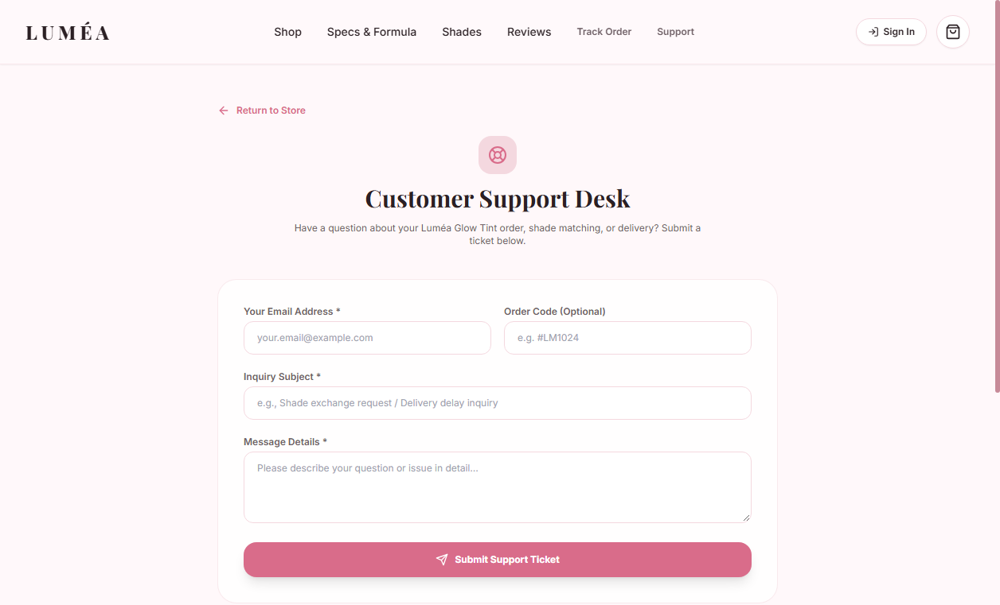 LUMÉA
Shop
Specs & Formula
Shades
Reviews
Track Order
Support
Sign In
Return to Store
Customer Support Desk
Have a question about your Luméa Glow Tint order, shade matching, or delivery? Submit a
ticket below.
Your Email Address *
Order Code (Optional)
your.email@example.com
e.g. #LM1024
Inquiry Subject *
e.g., Shade exchange request / Delivery delay inquiry
Message Details *
Please describe your question or issue in detail...
Submit Support Ticket